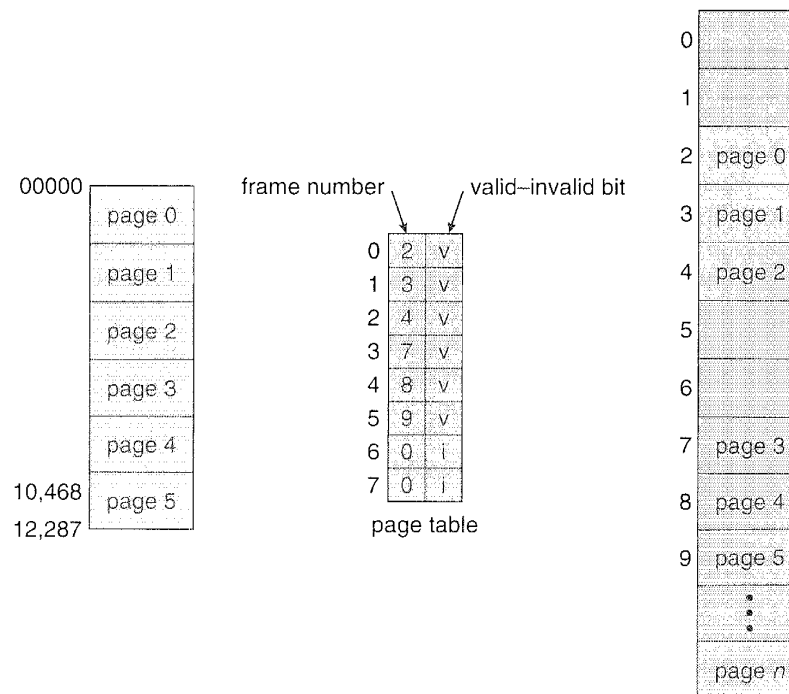 00000
page 0
page 1
page 2
page 3
page 4
10,468
page 5
12,287
frame number
valid–invalid bit
0 2 v
1 3 v
2 4 v
3 7 v
4 8 v
5 9 v
6 0 i
7 0 i
page table
0
1
2 page 0
3 page 1
4 page 2
5
6
7 page 3
8 page 4
9 page 5
page n